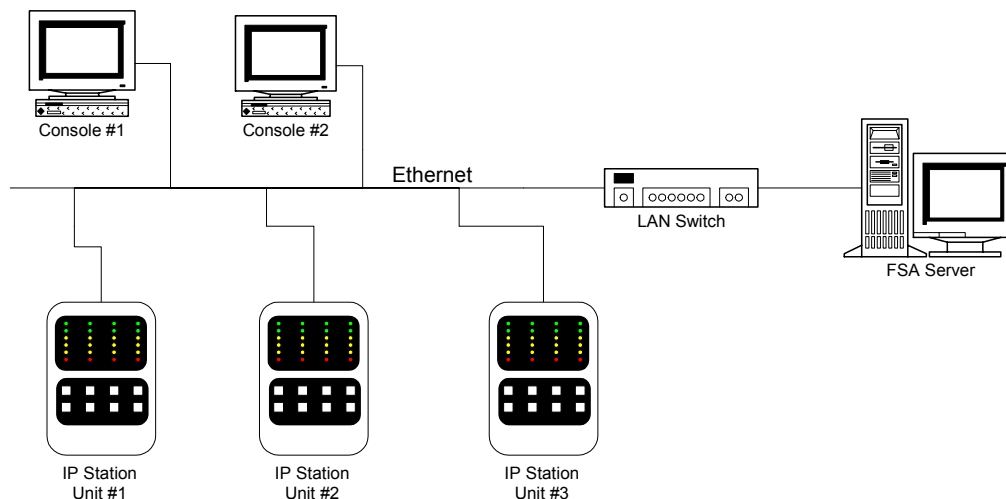 Console #1
Console #2
Ethernet
LAN Switch
FSA Server
IP Station
Unit #1
IP Station
Unit #2
IP Station
Unit #3